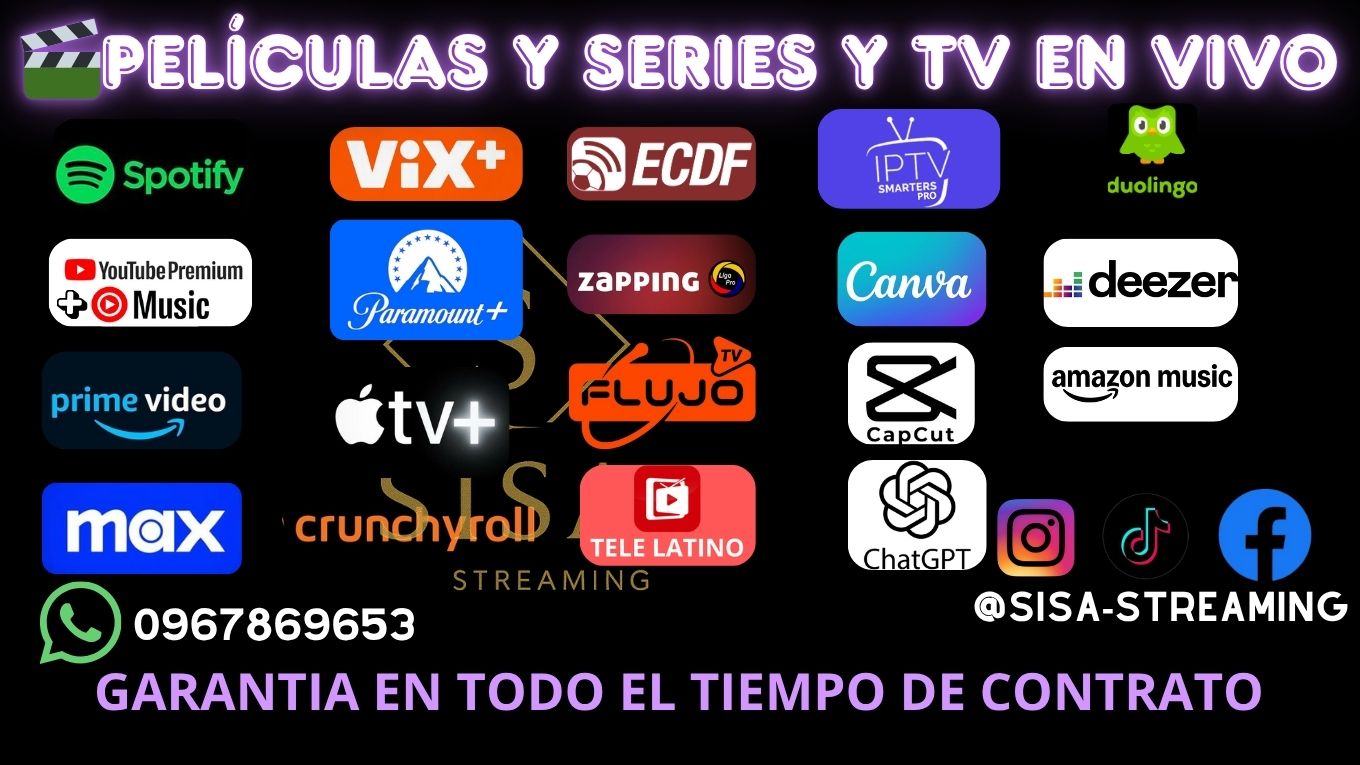 PELÍCULAS Y SERIES Y TV EN VIVO
Spotify
ViX+
ECDF
IPTV
SMARTERS
PRO
duolingo
YouTube Premium
+ Music
Paramount+
zapping
Liga
Pro
Canva
deezer
prime video
tv+
TV
FLUJO
CapCut
amazon music
max
crunchyroll
SISA
STREAMING
TELE LATINO
ChatGPT
0967869653
@SISA-STREAMING
GARANTIA EN TODO EL TIEMPO DE CONTRATO